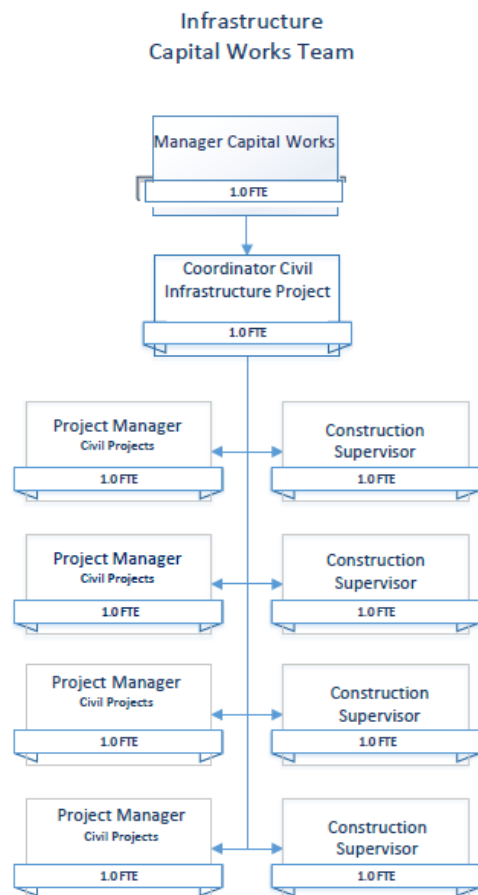 Infrastructure
Capital Works Team
Manager Capital Works
1.0 FTE
Coordinator Civil
Infrastructure Project
1.0 FTE
Project Manager
Civil Projects
1.0 FTE
Construction
Supervisor
1.0 FTE
Project Manager
Civil Projects
1.0 FTE
Construction
Supervisor
1.0 FTE
Project Manager
Civil Projects
1.0 FTE
Construction
Supervisor
1.0 FTE
Project Manager
Civil Projects
1.0 FTE
Construction
Supervisor
1.0 FTE